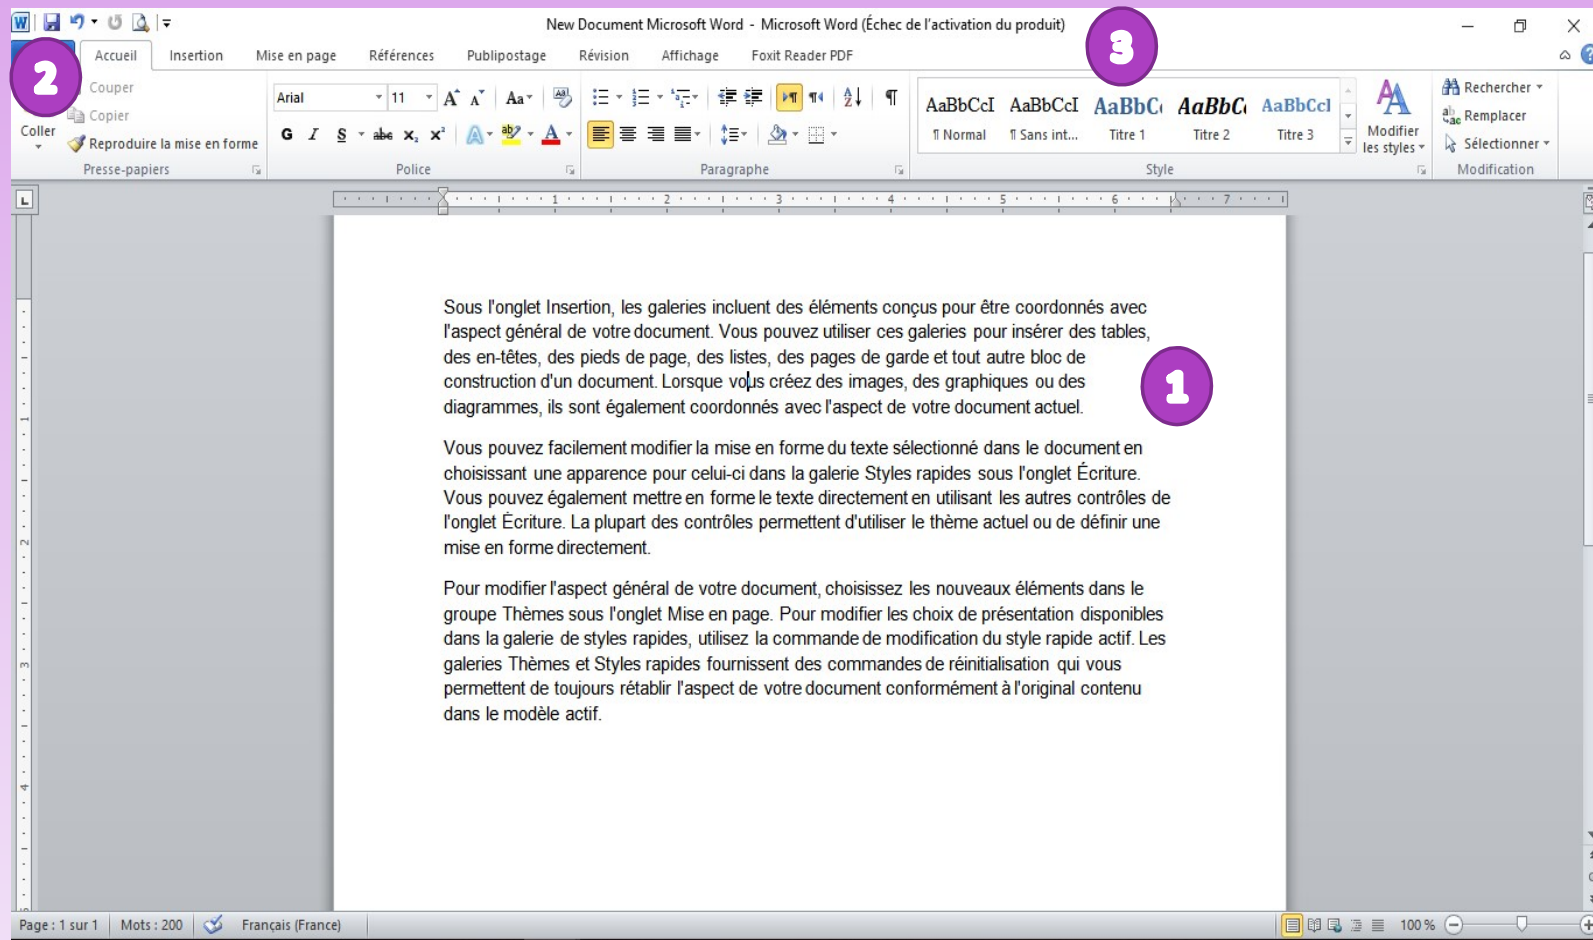 New Document Microsoft Word - Microsoft Word (Échec de l'activation du produit)
2
3
Accueil Insertion Mise en page Références Publipostage Révision Affichage Foxit Reader PDF
Couper
Copier
Coller
Reproduire la mise en forme
Presse-papiers
Arial 11
G I S abc
Police
Paragraphe
AaBbCcI AaBbCcI AaBbC AaBbC AaBbCcI
¶ Normal ¶ Sans int... Titre 1 Titre 2 Titre 3
Modifier
les styles
Style
Rechercher
Remplacer
Sélectionner
Modification
1 2 3 4 5 6 7
Sous l'onglet Insertion, les galeries incluent des éléments conçus pour être coordonnés avec
l'aspect général de votre document. Vous pouvez utiliser ces galeries pour insérer des tables,
des en-têtes, des pieds de page, des listes, des pages de garde et tout autre bloc de
construction d'un document. Lorsque vous créez des images, des graphiques ou des
diagrammes, ils sont également coordonnés avec l'aspect de votre document actuel.
1
Vous pouvez facilement modifier la mise en forme du texte sélectionné dans le document en
choisissant une apparence pour celui-ci dans la galerie Styles rapides sous l'onglet Écriture.
Vous pouvez également mettre en forme le texte directement en utilisant les autres contrôles de
l'onglet Écriture. La plupart des contrôles permettent d'utiliser le thème actuel ou de définir une
mise en forme directement.
Pour modifier l'aspect général de votre document, choisissez les nouveaux éléments dans le
groupe Thèmes sous l'onglet Mise en page. Pour modifier les choix de présentation disponibles
dans la galerie de styles rapides, utilisez la commande de modification du style rapide actif. Les
galeries Thèmes et Styles rapides fournissent des commandes de réinitialisation qui vous
permettent de toujours rétablir l'aspect de votre document conformément à l'original contenu
dans le modèle actif.
Page : 1 sur 1 Mots : 200 Français (France) 100 %